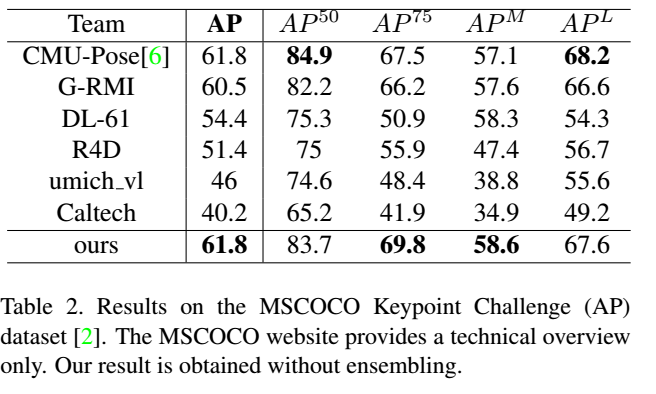 Team AP AP^50 AP^75 AP^M AP^L
CMU-Pose[6] 61.8 84.9 67.5 57.1 68.2
G-RMI 60.5 82.2 66.2 57.6 66.6
DL-61 54.4 75.3 50.9 58.3 54.3
R4D 51.4 75 55.9 47.4 56.7
umich_vl 46 74.6 48.4 38.8 55.6
Caltech 40.2 65.2 41.9 34.9 49.2
ours 61.8 83.7 69.8 58.6 67.6
Table 2. Results on the MSCOCO Keypoint Challenge (AP)
dataset [2]. The MSCOCO website provides a technical overview
only. Our result is obtained without ensembling.